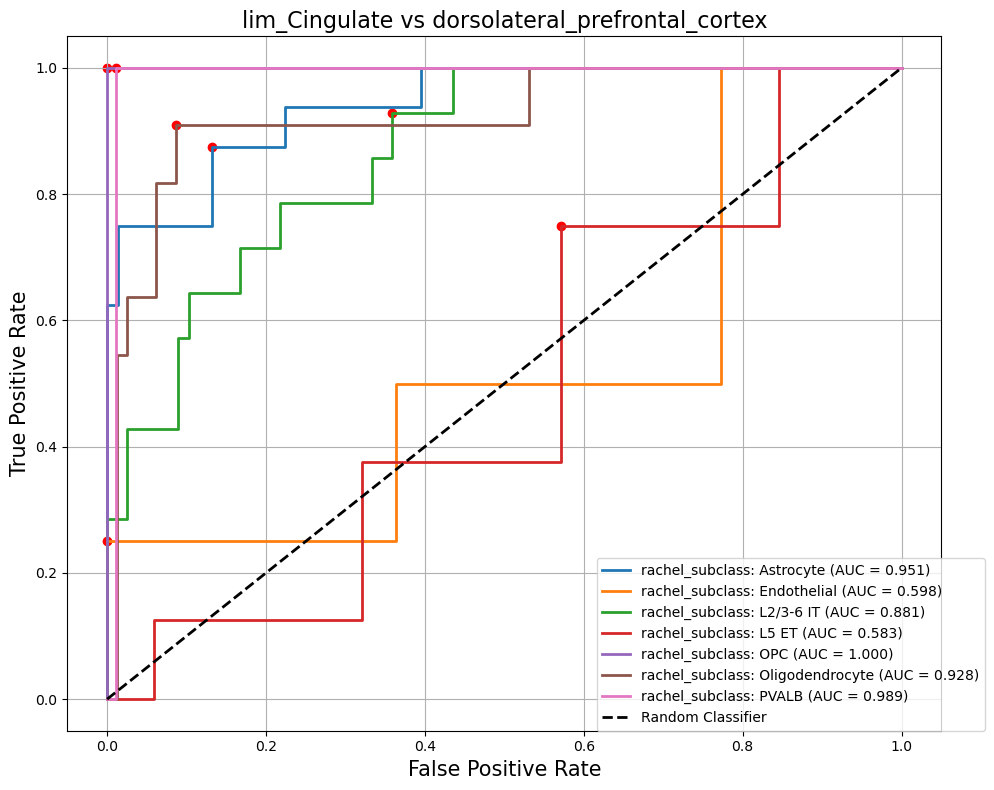 lim_Cingulate vs dorsolateral_prefrontal_cortex
True Positive Rate
1.0
0.8
0.6
0.4
0.2
0.0
rachel_subclass: Astrocyte (AUC = 0.951)
rachel_subclass: Endothelial (AUC = 0.598)
rachel_subclass: L2/3-6 IT (AUC = 0.881)
rachel_subclass: L5 ET (AUC = 0.583)
rachel_subclass: OPC (AUC = 1.000)
rachel_subclass: Oligodendrocyte (AUC = 0.928)
rachel_subclass: PVALB (AUC = 0.989)
Random Classifier
0.0 0.2 0.4 0.6 0.8 1.0
False Positive Rate